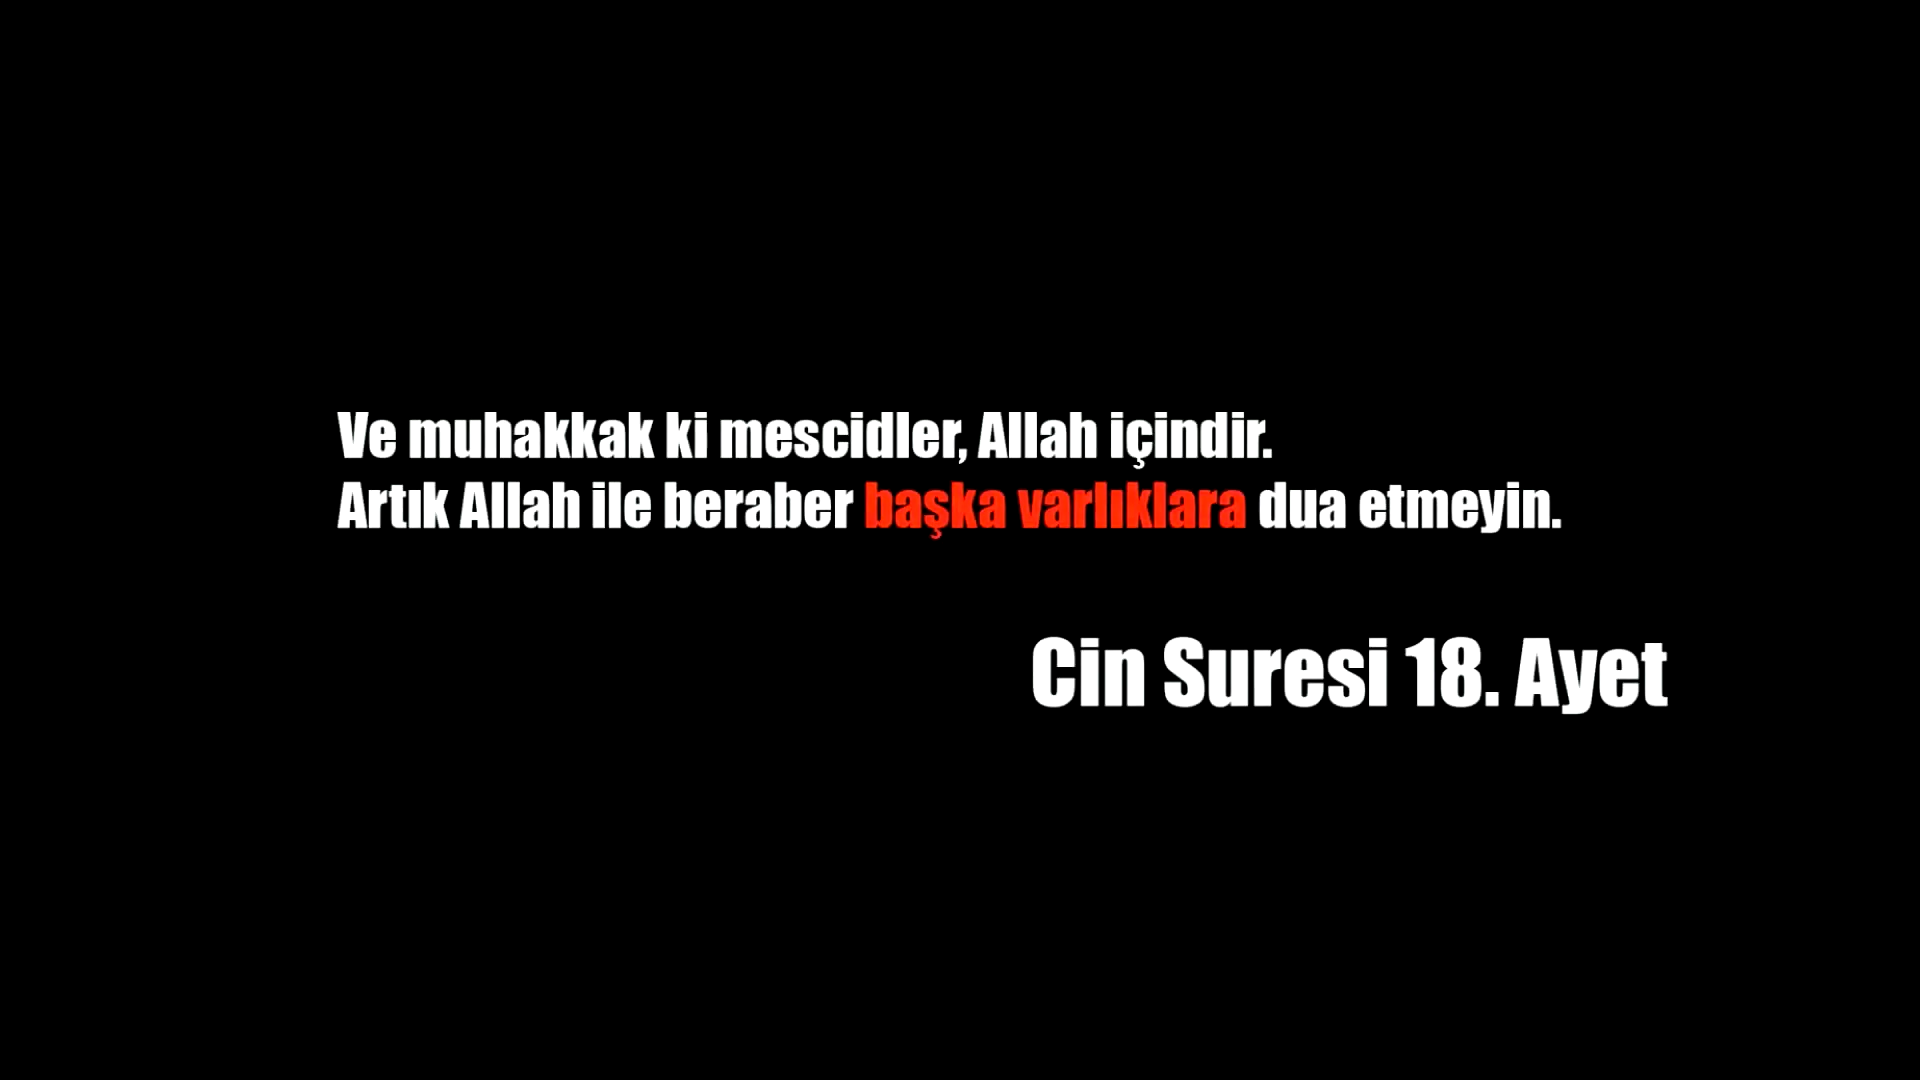 Ve muhakkak ki mescidler, Allah içindir.
Artık Allah ile beraber başka varlıklara dua etmeyin.
Cin Suresi 18. Ayet